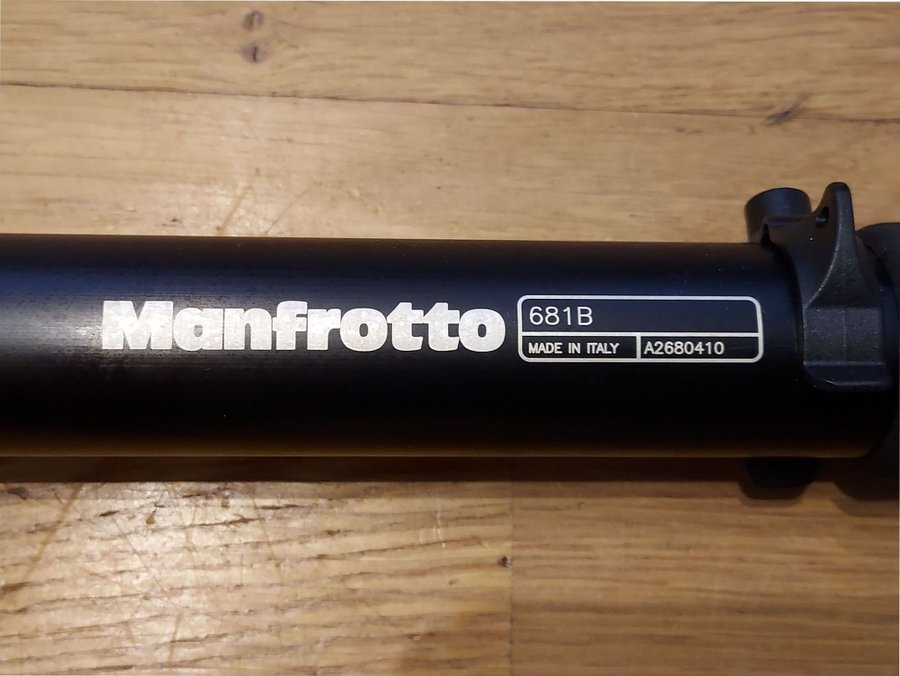 Manfrotto
681B
MADE IN ITALY
A2680410